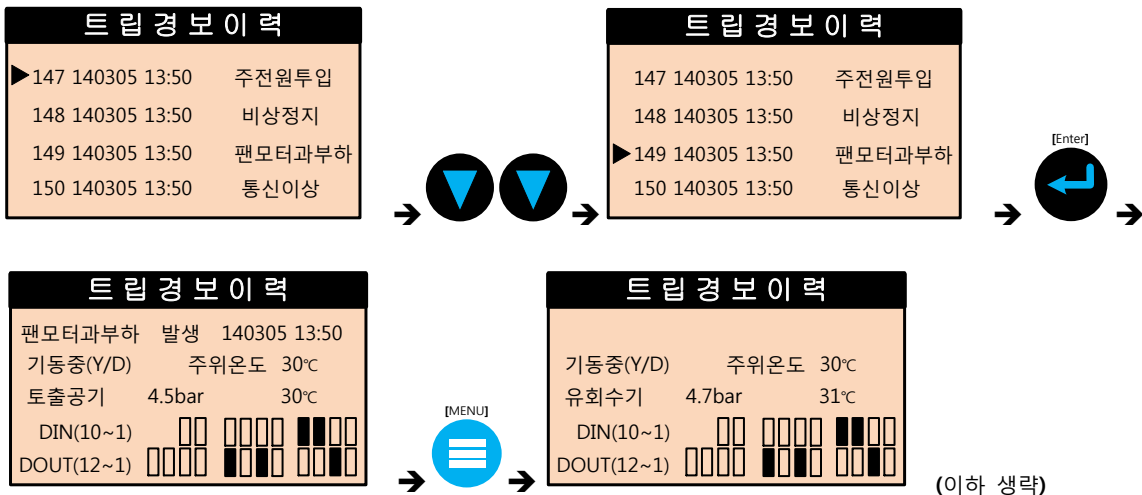 트립경보이력
147 140305 13:50 주전원투입
148 140305 13:50 비상정지
149 140305 13:50 팬모터과부하
150 140305 13:50 통신이상
트립경보이력
147 140305 13:50 주전원투입
148 140305 13:50 비상정지
149 140305 13:50 팬모터과부하
150 140305 13:50 통신이상
[Enter]
트립경보이력
팬모터과부하 발생 140305 13:50
기동중(Y/D) 주위온도 30℃
토출공기 4.5bar 30℃
DIN(10~1)
DOUT(12~1)
[MENU]
트립경보이력
기동중(Y/D) 주위온도 30℃
유회수기 4.7bar 31℃
DIN(10~1)
DOUT(12~1)
(이하 생략)